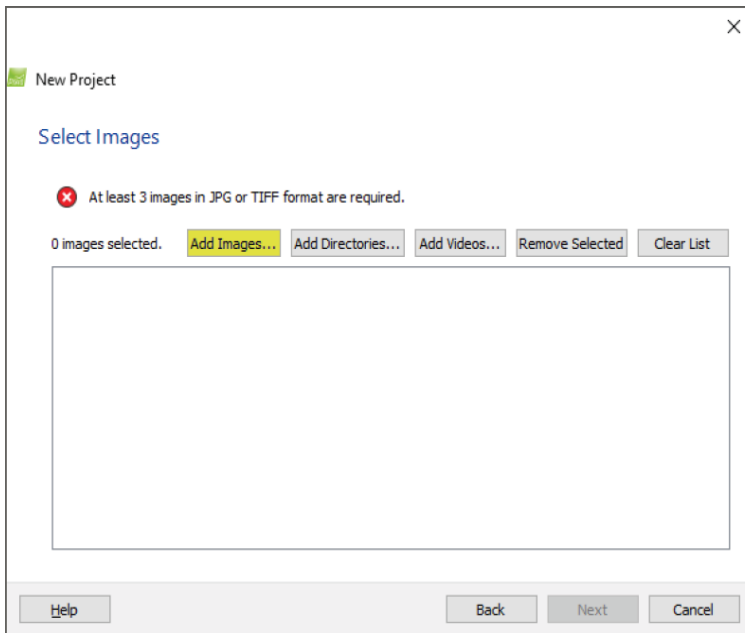 New Project
Select Images
At least 3 images in JPG or TIFF format are required.
0 images selected. Add Images... Add Directories... Add Videos... Remove Selected Clear List
Help Back Next Cancel